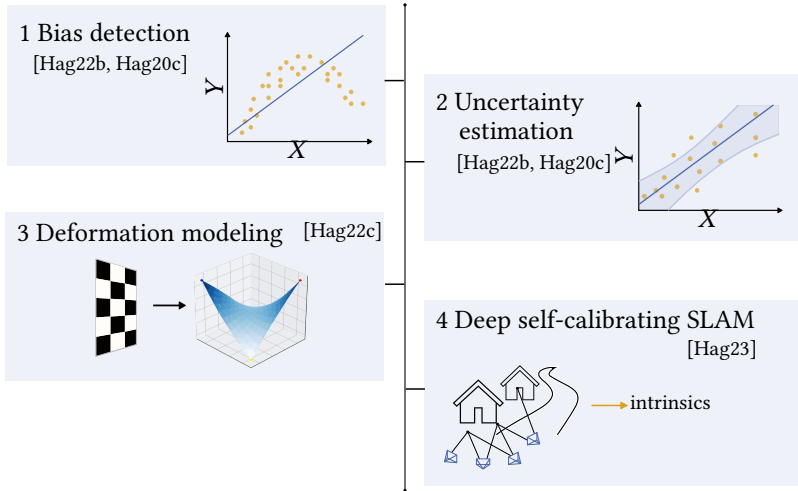 1 Bias detection
[Hag22b, Hag20c]
Y
X
2 Uncertainty
estimation
[Hag22b, Hag20c]
Y
X
3 Deformation modeling [Hag22c]
4 Deep self-calibrating SLAM
[Hag23]
intrinsics